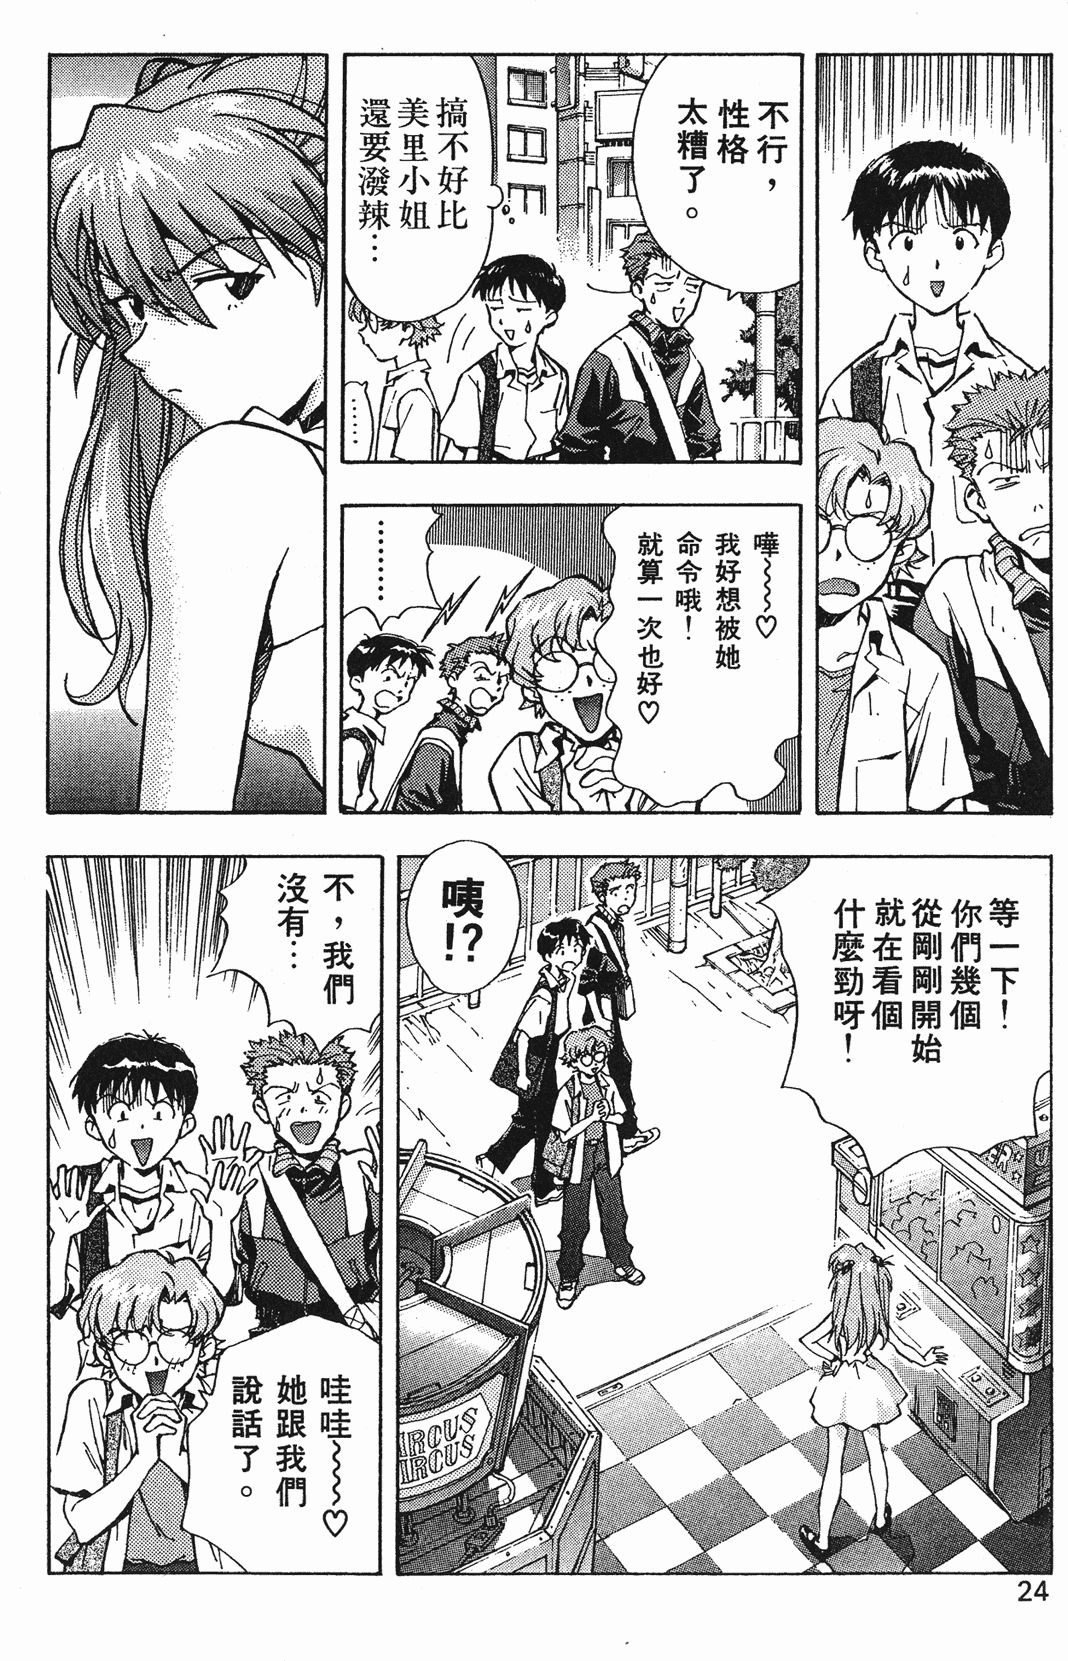 不行，
性格
太糟了。
搞不好比
美里小姐
還要潑辣
…
……
嘩～～♡
我好想被她
命令哦！
就算一次也好♡
………
等一下！
你們幾個
從剛剛開始
就在看個
什麼勁呀！
咦!?
CIRCUS
CIRCUS
不，我們
沒有…
哇哇～～♡
她跟我們
說話了。
24